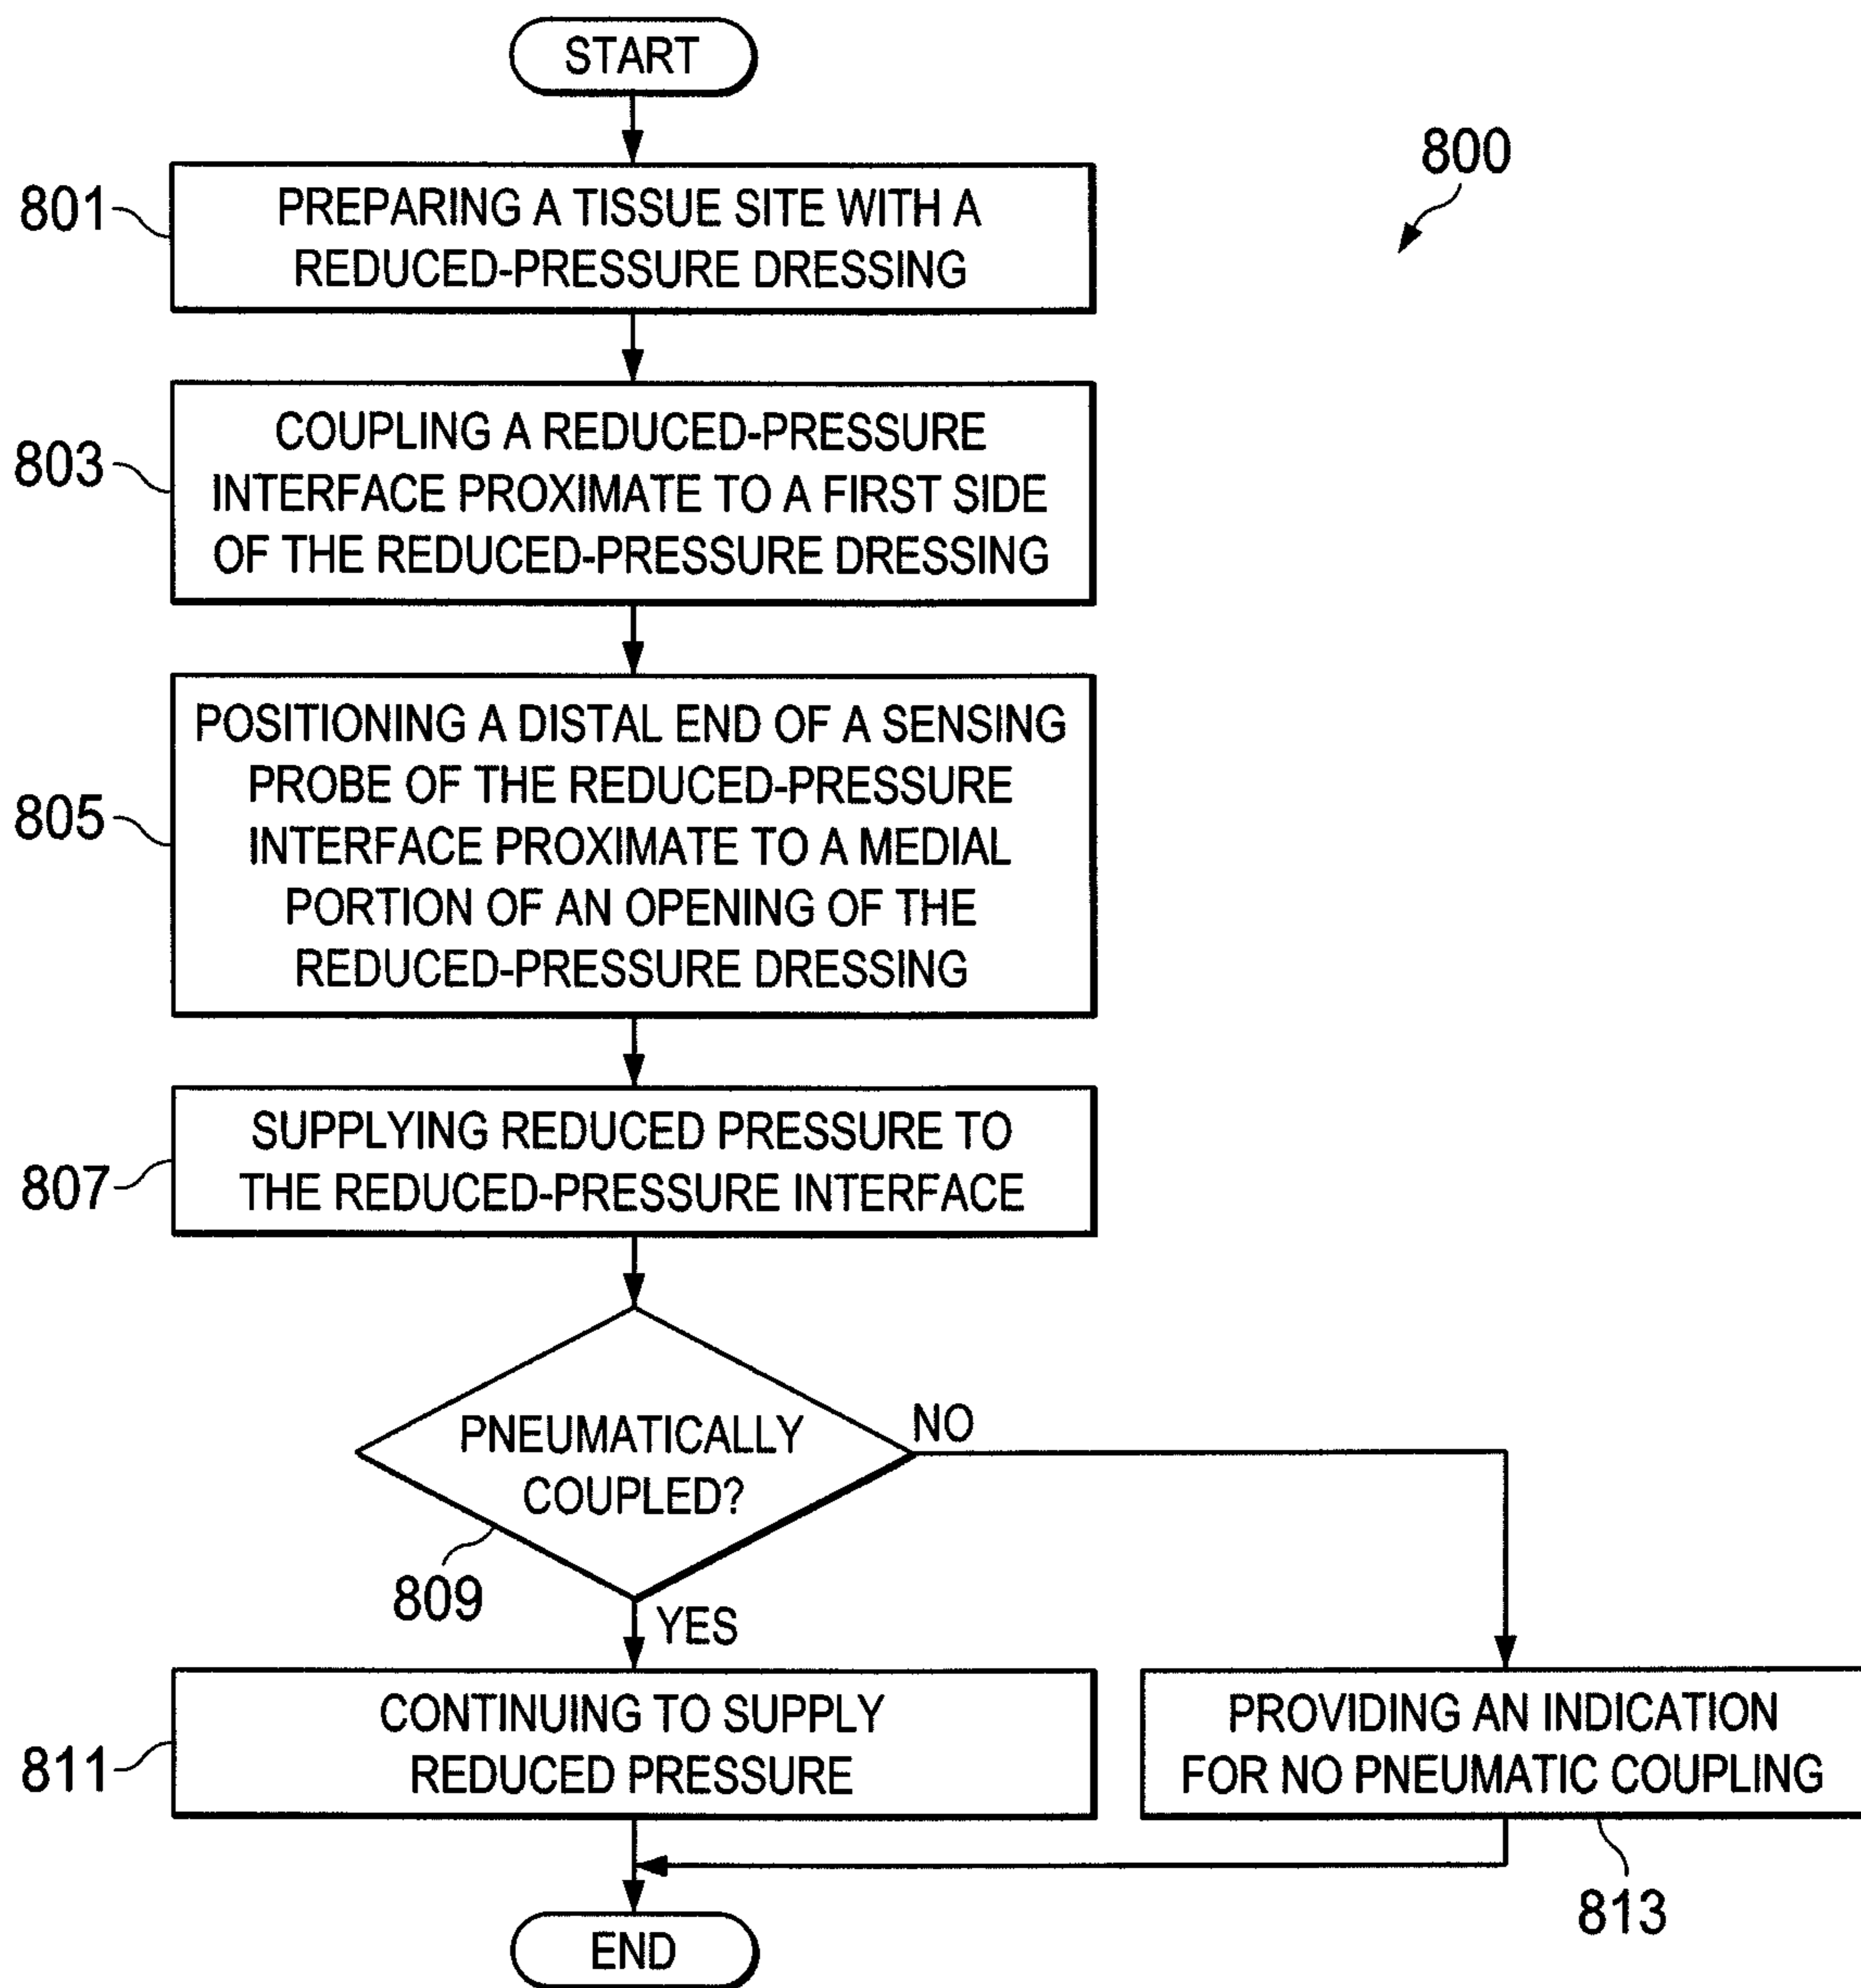 START
800
801
PREPARING A TISSUE SITE WITH A
REDUCED-PRESSURE DRESSING
803
COUPLING A REDUCED-PRESSURE
INTERFACE PROXIMATE TO A FIRST SIDE
OF THE REDUCED-PRESSURE DRESSING
805
POSITIONING A DISTAL END OF A SENSING
PROBE OF THE REDUCED-PRESSURE
INTERFACE PROXIMATE TO A MEDIAL
PORTION OF AN OPENING OF THE
REDUCED-PRESSURE DRESSING
807
SUPPLYING REDUCED PRESSURE TO
THE REDUCED-PRESSURE INTERFACE
PNEUMATICALLY
COUPLED?
NO
809
YES
811
CONTINUING TO SUPPLY
REDUCED PRESSURE
PROVIDING AN INDICATION
FOR NO PNEUMATIC COUPLING
813
END